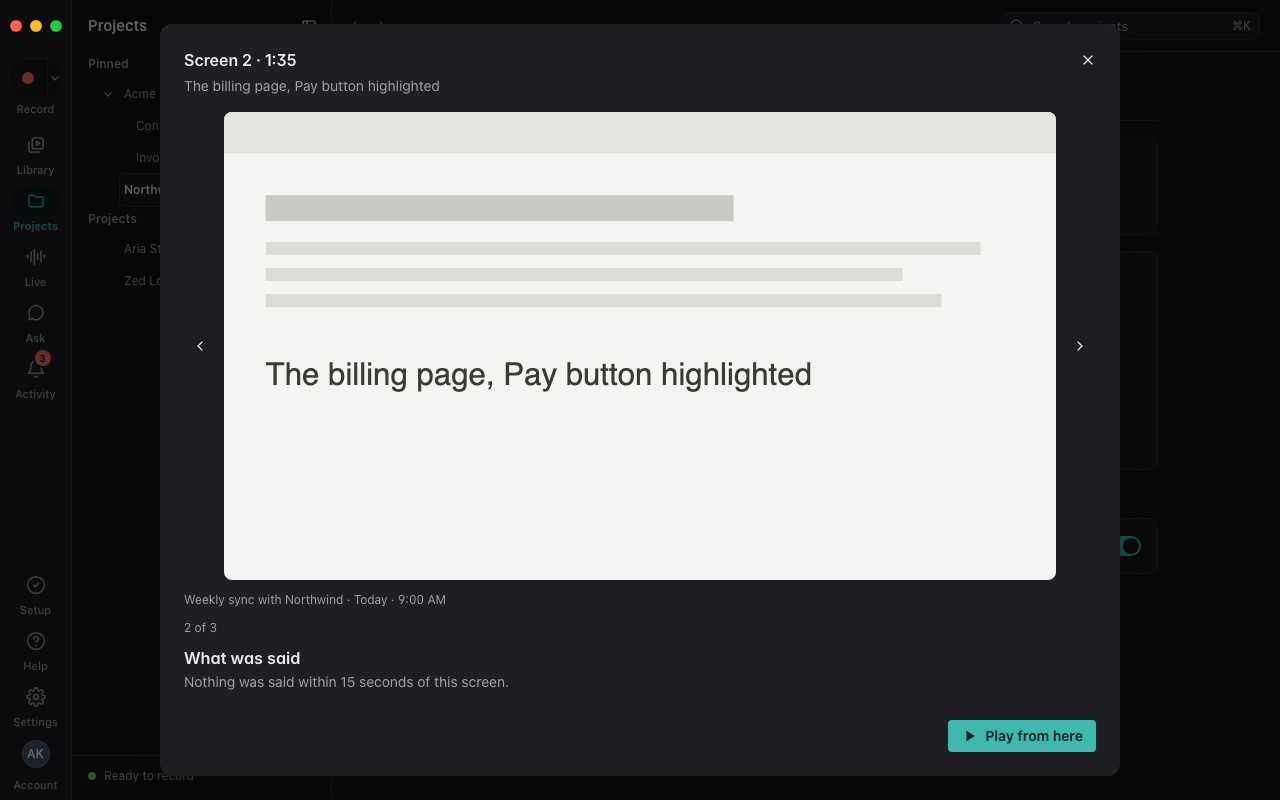 Projects
Pinned
Acme
Record
Library
Projects
Live
Ask
3
Activity
Projects
Setup
Help
Settings
AK
Account
Ready to record
⌘K
Screen 2 · 1:35
The billing page, Pay button highlighted
The billing page, Pay button highlighted
Weekly sync with Northwind · Today · 9:00 AM
2 of 3
What was said
Nothing was said within 15 seconds of this screen.
Play from here